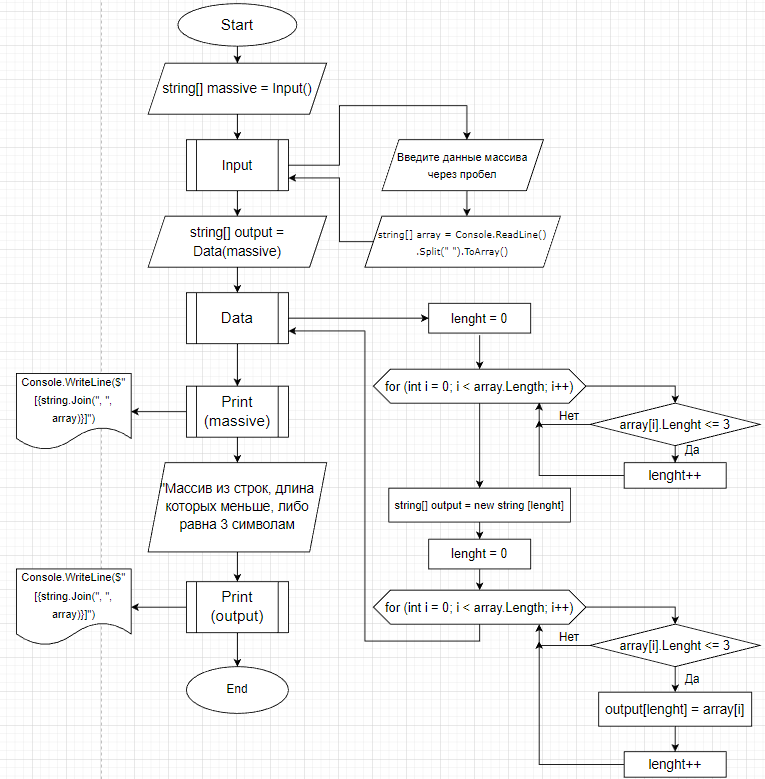 Start
string[] massive = Input()
Input
Введите данные массива
через пробел
string[] output =
Data(massive)
string[] array = Console.ReadLine()
.Split(" ").ToArray()
Data
lenght = 0
for (int i = 0; i < array.Length; i++)
Нет
array[i].Lenght <= 3
Да
lenght++
Console.WriteLine($"
[{string.Join(", ",
array)}]")
Print
(massive)
"Массив из строк, длина
которых меньше, либо
равна 3 символам
string[] output = new string [lenght]
lenght = 0
Console.WriteLine($"
[{string.Join(", ",
array)}]")
Print
(output)
for (int i = 0; i < array.Length; i++)
Нет
array[i].Lenght <= 3
Да
output[lenght] = array[i]
lenght++
End